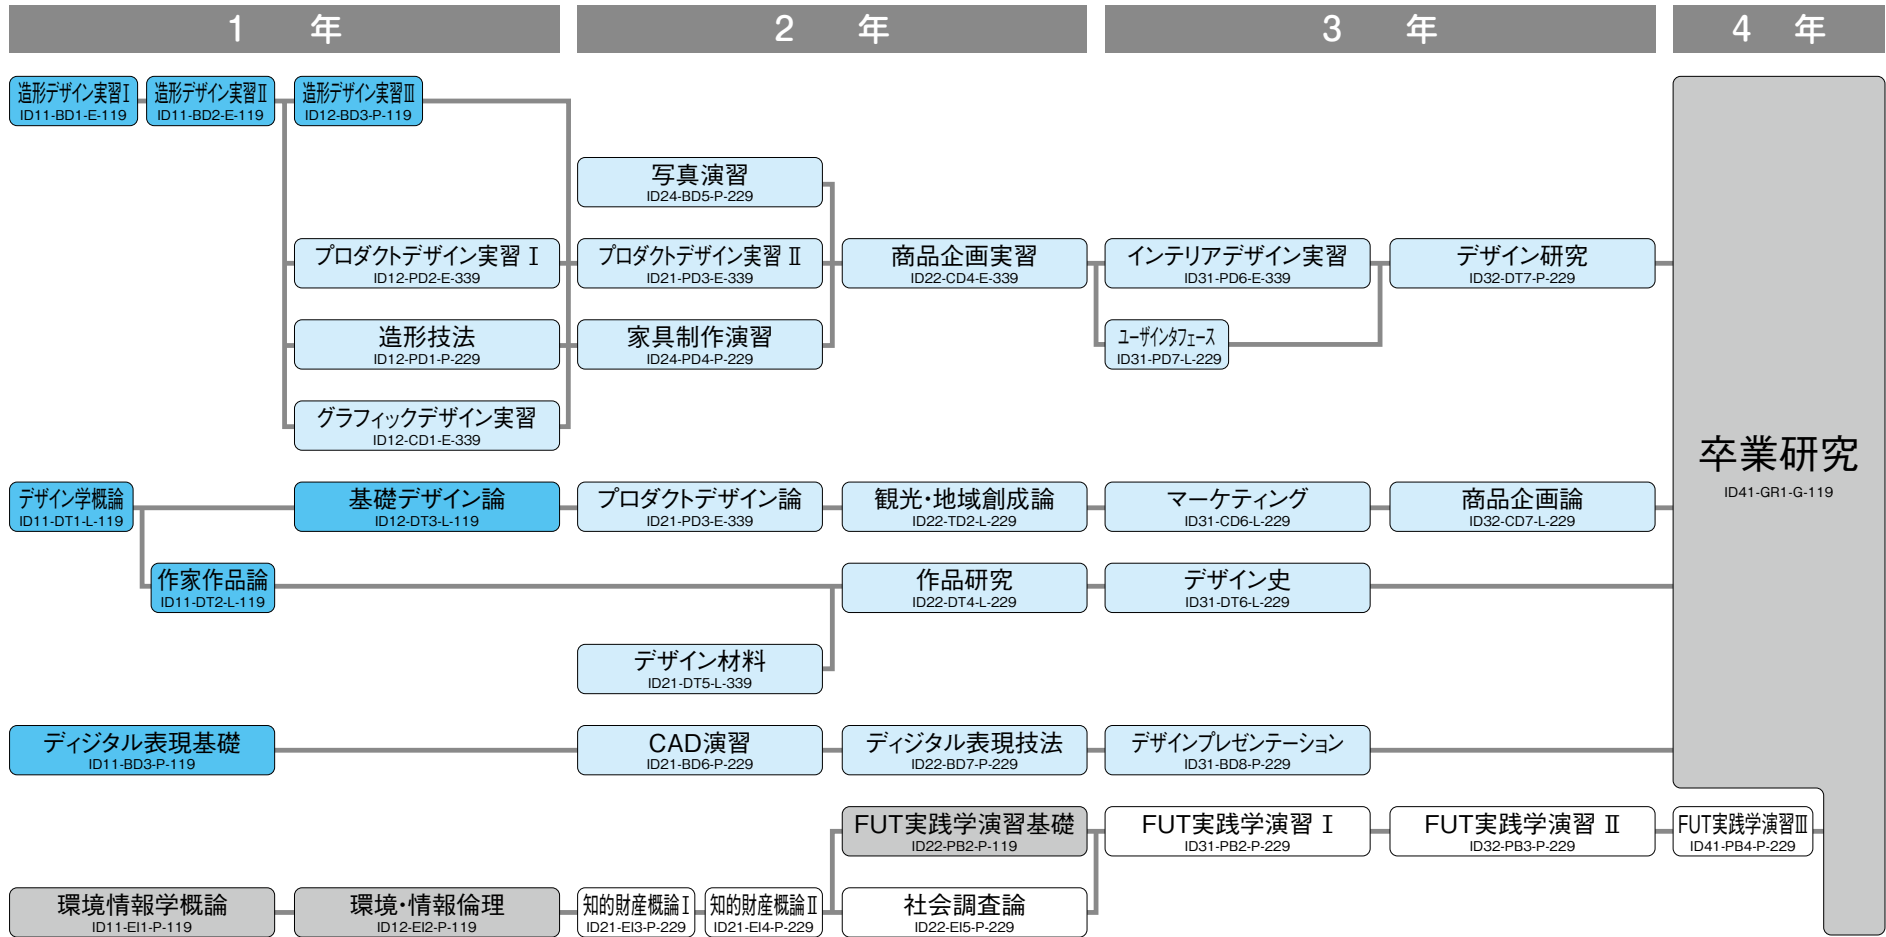 1 年
2 年
3 年
4 年
造形デザイン実習Ⅰ
ID11-BD1-E-119
造形デザイン実習Ⅱ
ID11-BD2-E-119
造形デザイン実習Ⅲ
ID12-BD3-P-119
写真演習
ID24-BD5-P-229
プロダクトデザイン実習 Ⅰ
ID12-PD2-E-339
プロダクトデザイン実習 Ⅱ
ID21-PD3-E-339
商品企画実習
ID22-CD4-E-339
インテリアデザイン実習
ID31-PD6-E-339
デザイン研究
ID32-DT7-P-229
造形技法
ID12-PD1-P-229
家具制作演習
ID24-PD4-P-229
ユーザインタフェース
ID31-PD7-L-229
グラフィックデザイン実習
ID12-CD1-E-339
卒業研究
ID41-GR1-G-119
デザイン学概論
ID11-DT1-L-119
基礎デザイン論
ID12-DT3-L-119
プロダクトデザイン論
ID21-PD3-E-339
観光・地域創成論
ID22-TD2-L-229
マーケティング
ID31-CD6-L-229
商品企画論
ID32-CD7-L-229
作家作品論
ID11-DT2-L-119
作品研究
ID22-DT4-L-229
デザイン史
ID31-DT6-L-229
デザイン材料
ID21-DT5-L-339
ディジタル表現基礎
ID11-BD3-P-119
CAD演習
ID21-BD6-P-229
ディジタル表現技法
ID22-BD7-P-229
デザインプレゼンテーション
ID31-BD8-P-229
FUT実践学演習基礎
ID22-PB2-P-119
FUT実践学演習 Ⅰ
ID31-PB2-P-229
FUT実践学演習 Ⅱ
ID32-PB3-P-229
FUT実践学演習Ⅲ
ID41-PB4-P-229
環境情報学概論
ID11-EI1-P-119
環境・情報倫理
ID12-EI2-P-119
知的財産概論Ⅰ
ID21-EI3-P-229
知的財産概論Ⅱ
ID21-EI4-P-229
社会調査論
ID22-EI5-P-229